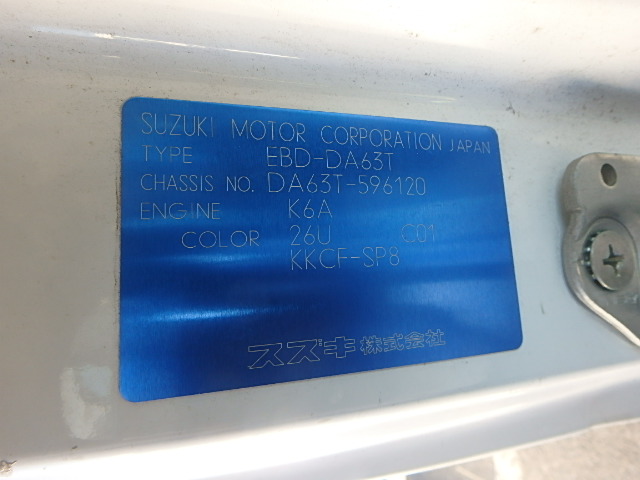 SUZUKI MOTOR CORPORATION JAPAN
TYPE EBD-DA63T
CHASSIS NO. DA63T-596120
ENGINE K6A
COLOR 26U C01
KKCF-SP8
スズキ株式会社